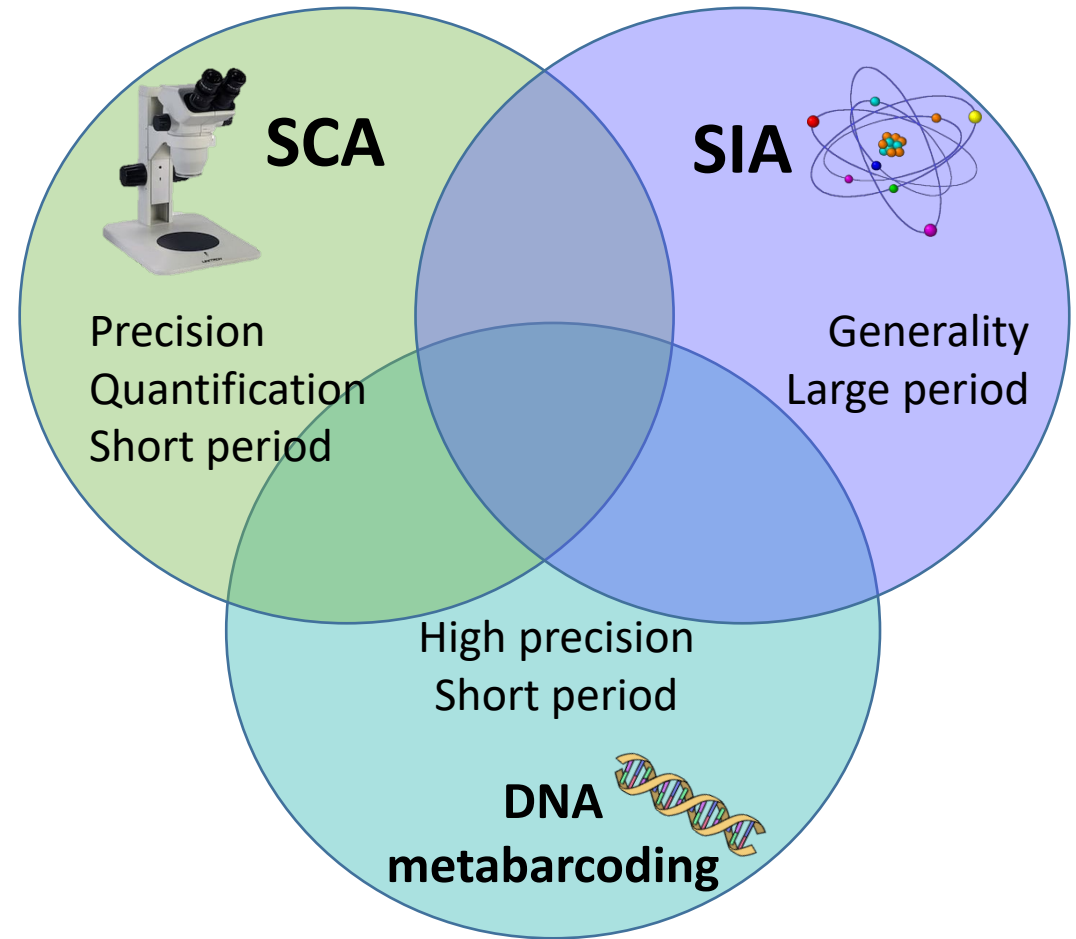 SCA
SIA
Precision
Quantification
Short period
Generality
Large period
High precision
Short period
DNA
metabarcoding